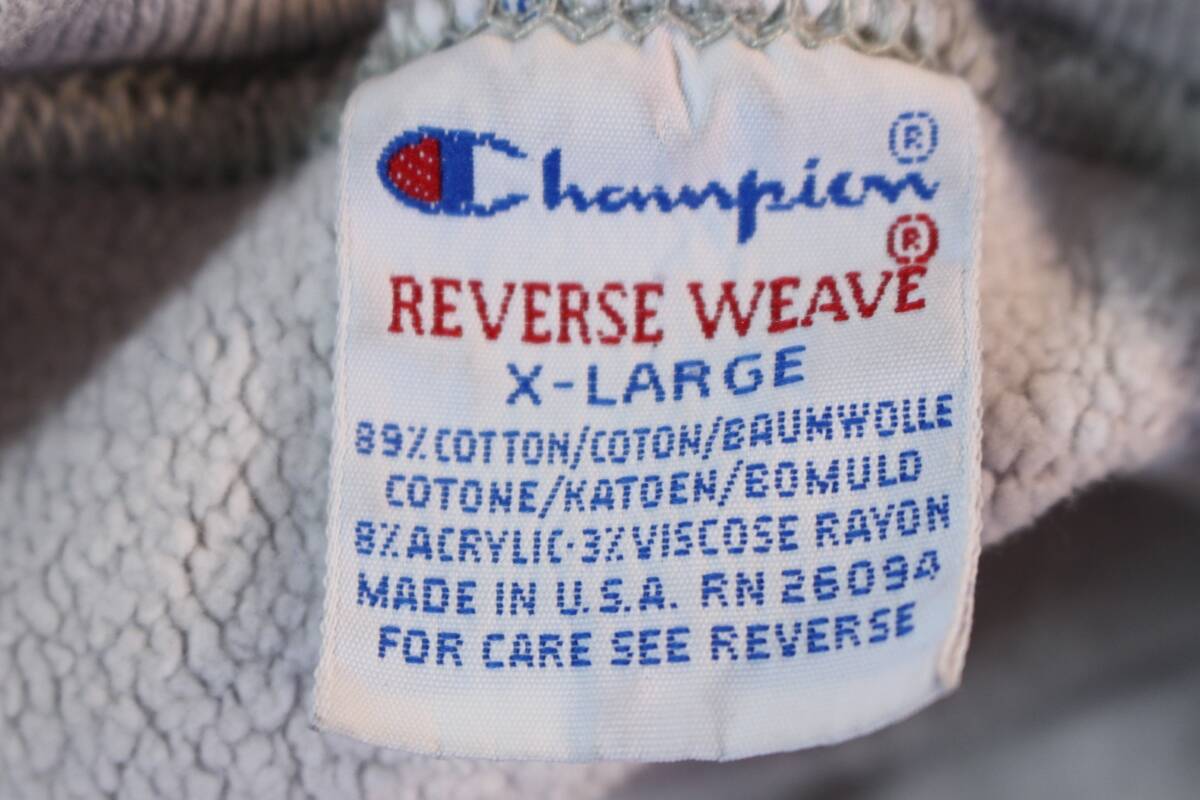 Champion®
REVERSE WEAVE®
X-LARGE
89% COTTON/COTON/BAUMWOLLE
COTONE/KATOEN/BOMULD
8% ACRYLIC·3% VISCOSE RAYON
MADE IN U.S.A. RN 26094
FOR CARE SEE REVERSE